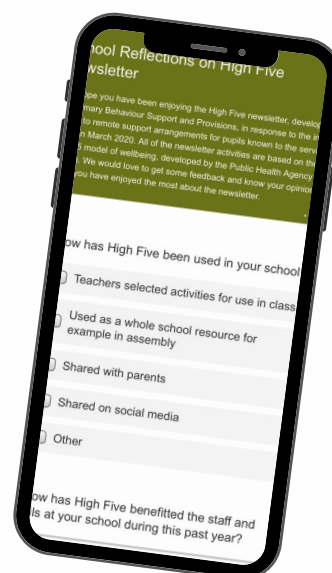 hool Reflections on High Five
wsletter
ope you have been enjoying the High Five newsletter, develop
mary Behaviour Support and Provisions, in response to the i
to remote support arrangements for pupils known to the serv
n March 2020. All of the newsletter activities are based on the
5 model of wellbeing, developed by the Public Health Agency
. We would love to get some feedback and know your opinion
you have enjoyed the most about the newsletter.
ow has High Five been used in your school
Teachers selected activities for use in class
Used as a whole school resource for
example in assembly
Shared with parents
Shared on social media
Other
ow has High Five benefitted the staff and
ls at your school during this past year?